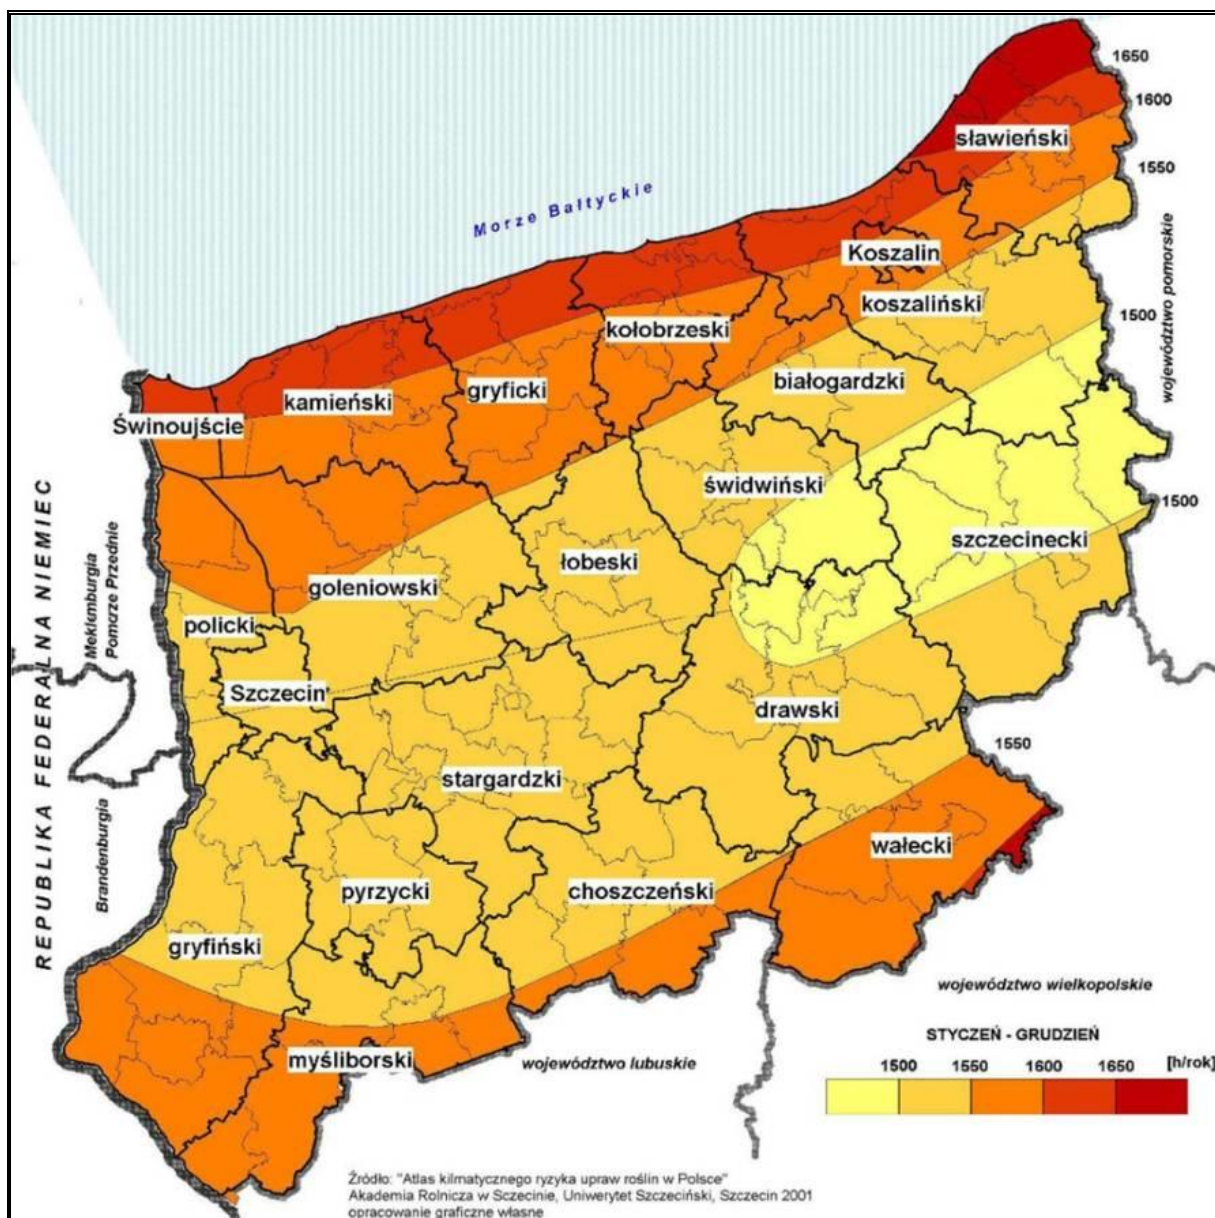 1650
1600
sławieński
1550
Morze Bałtyckie
województwo pomorskie
Koszalin
koszaliński
1500
kołobrzeski
białogardzki
gryficki
kamieński
Świnoujście
świdwiński
1500
szczecinecki
REPUBLIKA FEDERALNA NIEMIEC
Meklemburgia
Pomorze Przednie
łobeski
goleniowski
policki
Szczecin
drawski
1550
stargardzki
Brandenburgia
wałecki
choszczeński
pyrzycki
gryfiński
województwo wielkopolskie
myśliborski
województwo lubuskie
STYCZEŃ - GRUDZIEŃ
1500 1550 1600 1650 [h/rok]
Źródło: "Atlas kilmatycznego ryzyka upraw roślin w Polsce"
Akademia Rolnicza w Sczecinie, Uniwerytet Szczeciński, Szczecin 2001
opracowanie graficzne własne